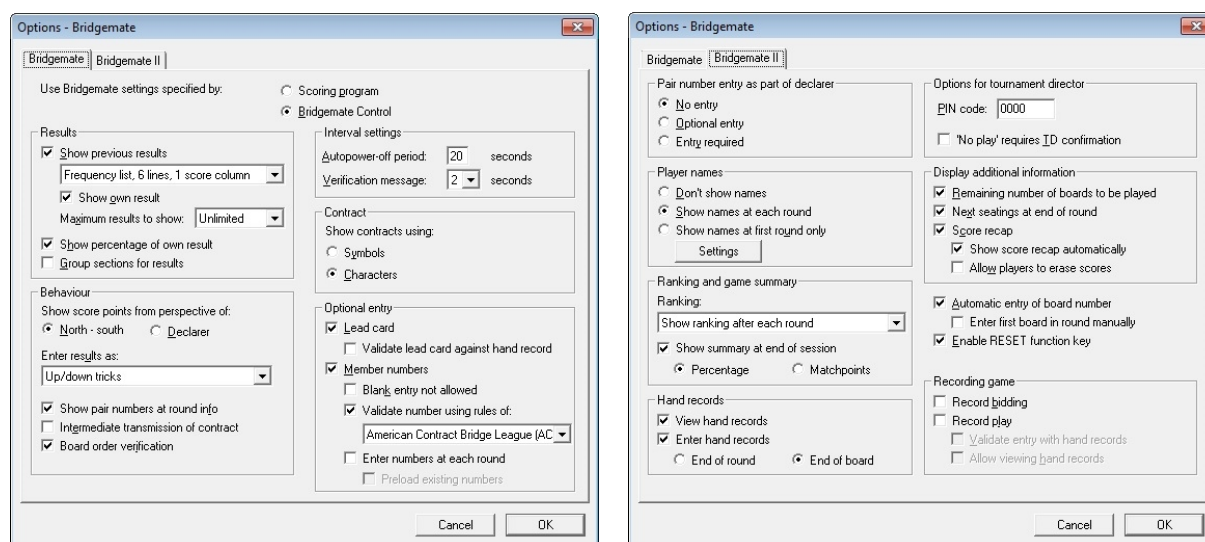 Options - Bridgemate
Bridgemate
Bridgemate II
Use Bridgemate settings specified by:
Scoring program
Bridgemate Control
Results
Show previous results
Frequency list, 6 lines, 1 score column
Show own result
Maximum results to show: Unlimited
Show percentage of own result
Group sections for results
Behaviour
Show score points from perspective of:
North - south
Declarer
Enter results as:
Up/down tricks
Show pair numbers at round info
Intermediate transmission of contract
Board order verification
Interval settings
Autopower-off period: 20 seconds
Verification message: 2 seconds
Contract
Show contracts using:
Symbols
Characters
Optional entry
Lead card
Validate lead card against hand record
Member numbers
Blank entry not allowed
Validate number using rules of:
American Contract Bridge League (AC
Enter numbers at each round
Preload existing numbers
Cancel
OK
Options - Bridgemate
Bridgemate
Bridgemate II
Pair number entry as part of declarer
No entry
Optional entry
Entry required
Player names
Don't show names
Show names at each round
Show names at first round only
Settings
Ranking and game summary
Ranking:
Show ranking after each round
Show summary at end of session
Percentage
Matchpoints
Hand records
View hand records
Enter hand records
End of round
End of board
Options for tournament director
PIN code: 0000
'No play' requires TD confirmation
Display additional information
Remaining number of boards to be played
Next seatings at end of round
Score recap
Show score recap automatically
Allow players to erase scores
Automatic entry of board number
Enter first board in round manually
Enable RESET function key
Recording game
Record bidding
Record play
Validate entry with hand records
Allow viewing hand records
Cancel
OK